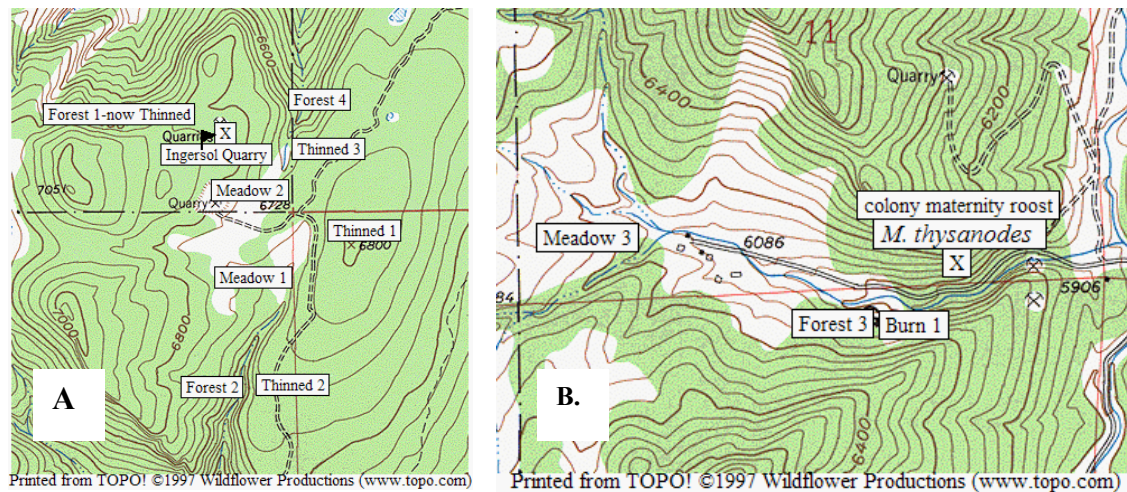 6600
Forest 4
Forest 1-now Thinned
X
Quarries
Thinned 3
Ingersol Quarry
7051
Meadow 2
Quarry
6728
Thinned 1
6800
Meadow 1
7000
6800
Forest 2
Thinned 2
A
Printed from TOPO! ©1997 Wildflower Productions (www.topo.com)
11
6400
Quarry
6200
colony maternity roost
M. thysanodes
Meadow 3
6086
X
5906
84
Forest 3
Burn 1
B.
6400
Printed from TOPO! ©1997 Wildflower Productions (www.topo.com)